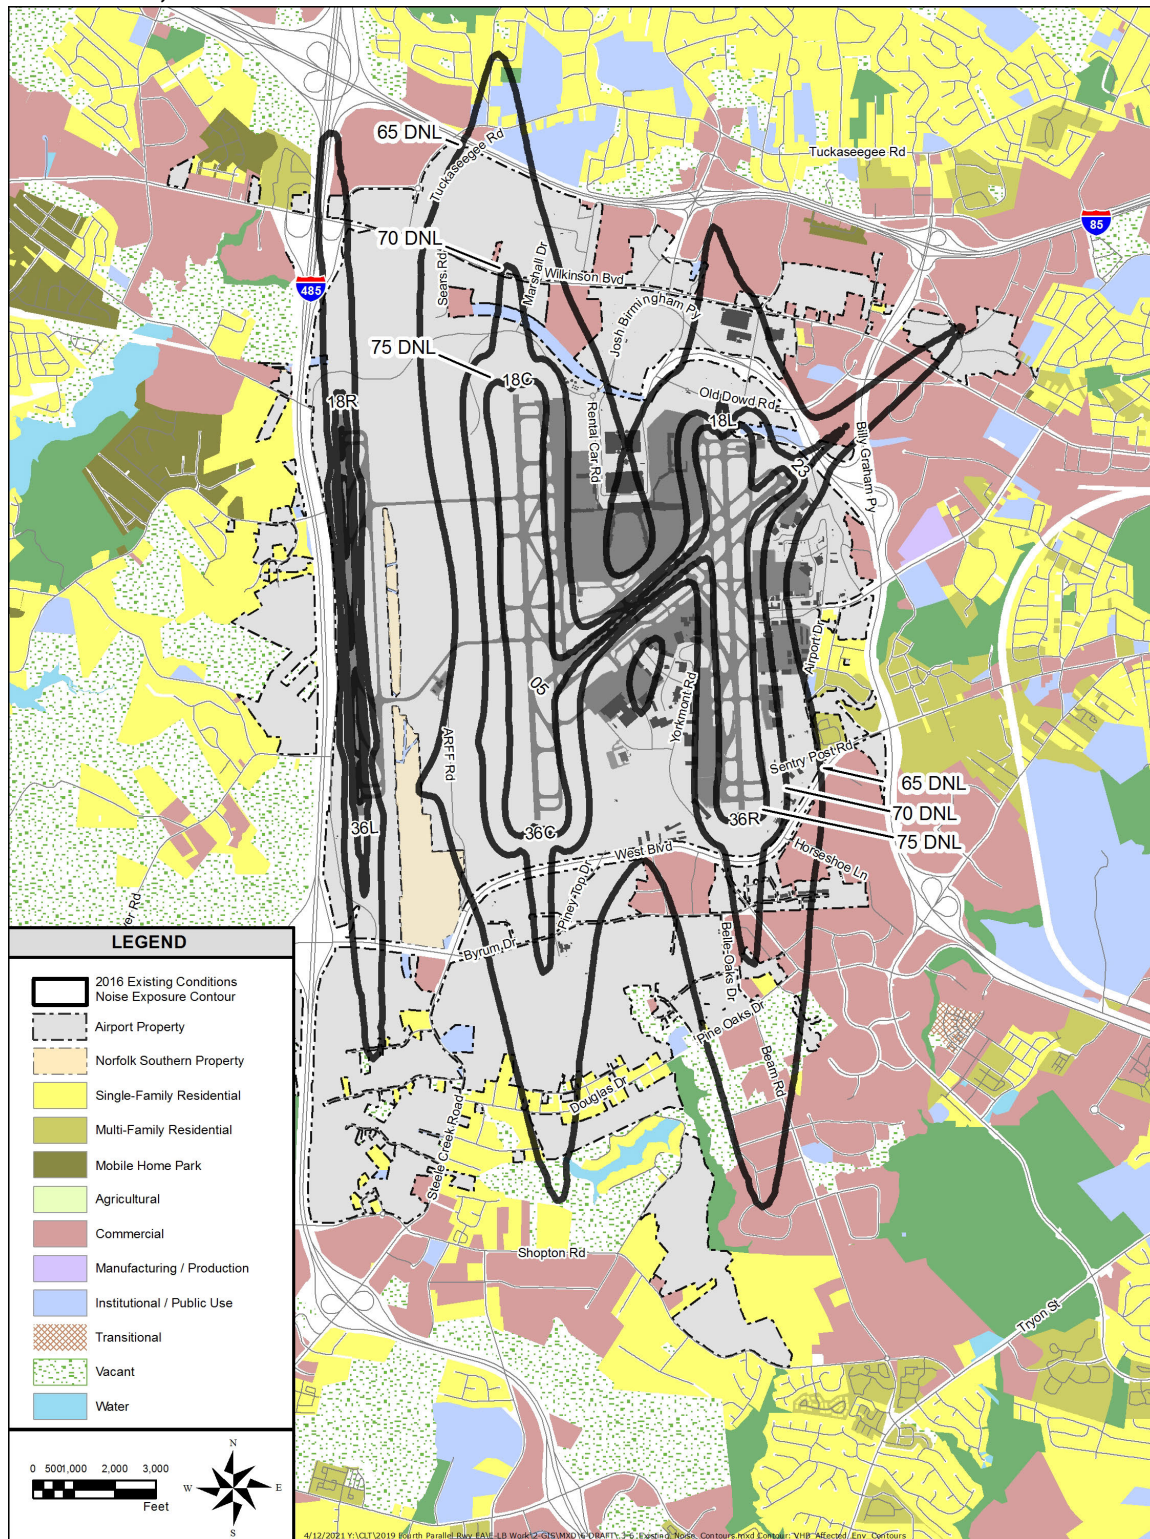 65 DNL
Tuckaseegee Rd
Tuckaseegee Rd
85
70 DNL
Sears Rd
Marshall Dr
Wilkinson Bvd
485
Josh Birmingham Py
75 DNL
18C
18R
Old Dowd Rd
18L
Rental Car Rd
23
Billy Graham Py
05
Airport Dr
Yorkmont Rd
ARFF Rd
Sentry Post Rd
65 DNL
70 DNL
75 DNL
36L
36C
36R
West Blvd
Horseshoe Ln
Piney Top Dr
Byrum Dr
Belle Oaks Dr
Pine Oaks Dr
Beam Rd
Douglas Dr
Steele Creek Road
Shopton Rd
Tryon St
Rd
LEGEND
2016 Existing Conditions
Noise Exposure Contour
Airport Property
Norfolk Southern Property
Single-Family Residential
Multi-Family Residential
Mobile Home Park
Agricultural
Commercial
Manufacturing / Production
Institutional / Public Use
Transitional
Vacant
Water
0 500 1,000 2,000 3,000
Feet
N
W E
S